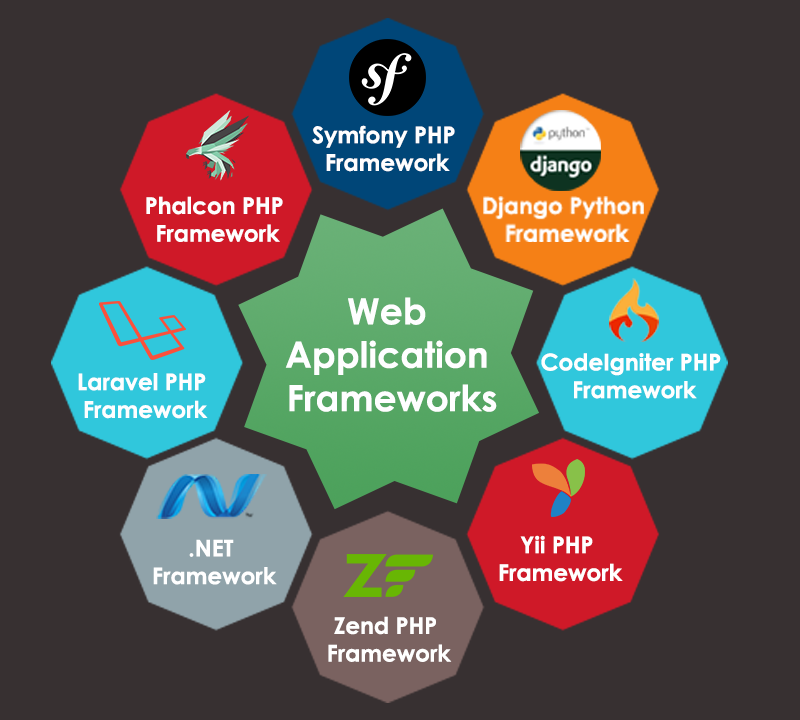 sf
Symfony PHP
Framework
python™
django
Django Python
Framework
CodeIgniter PHP
Framework
Yii PHP
Framework
ZF
Zend PHP
Framework
.NET
Framework
Laravel PHP
Framework
Phalcon PHP
Framework
Web
Application
Frameworks